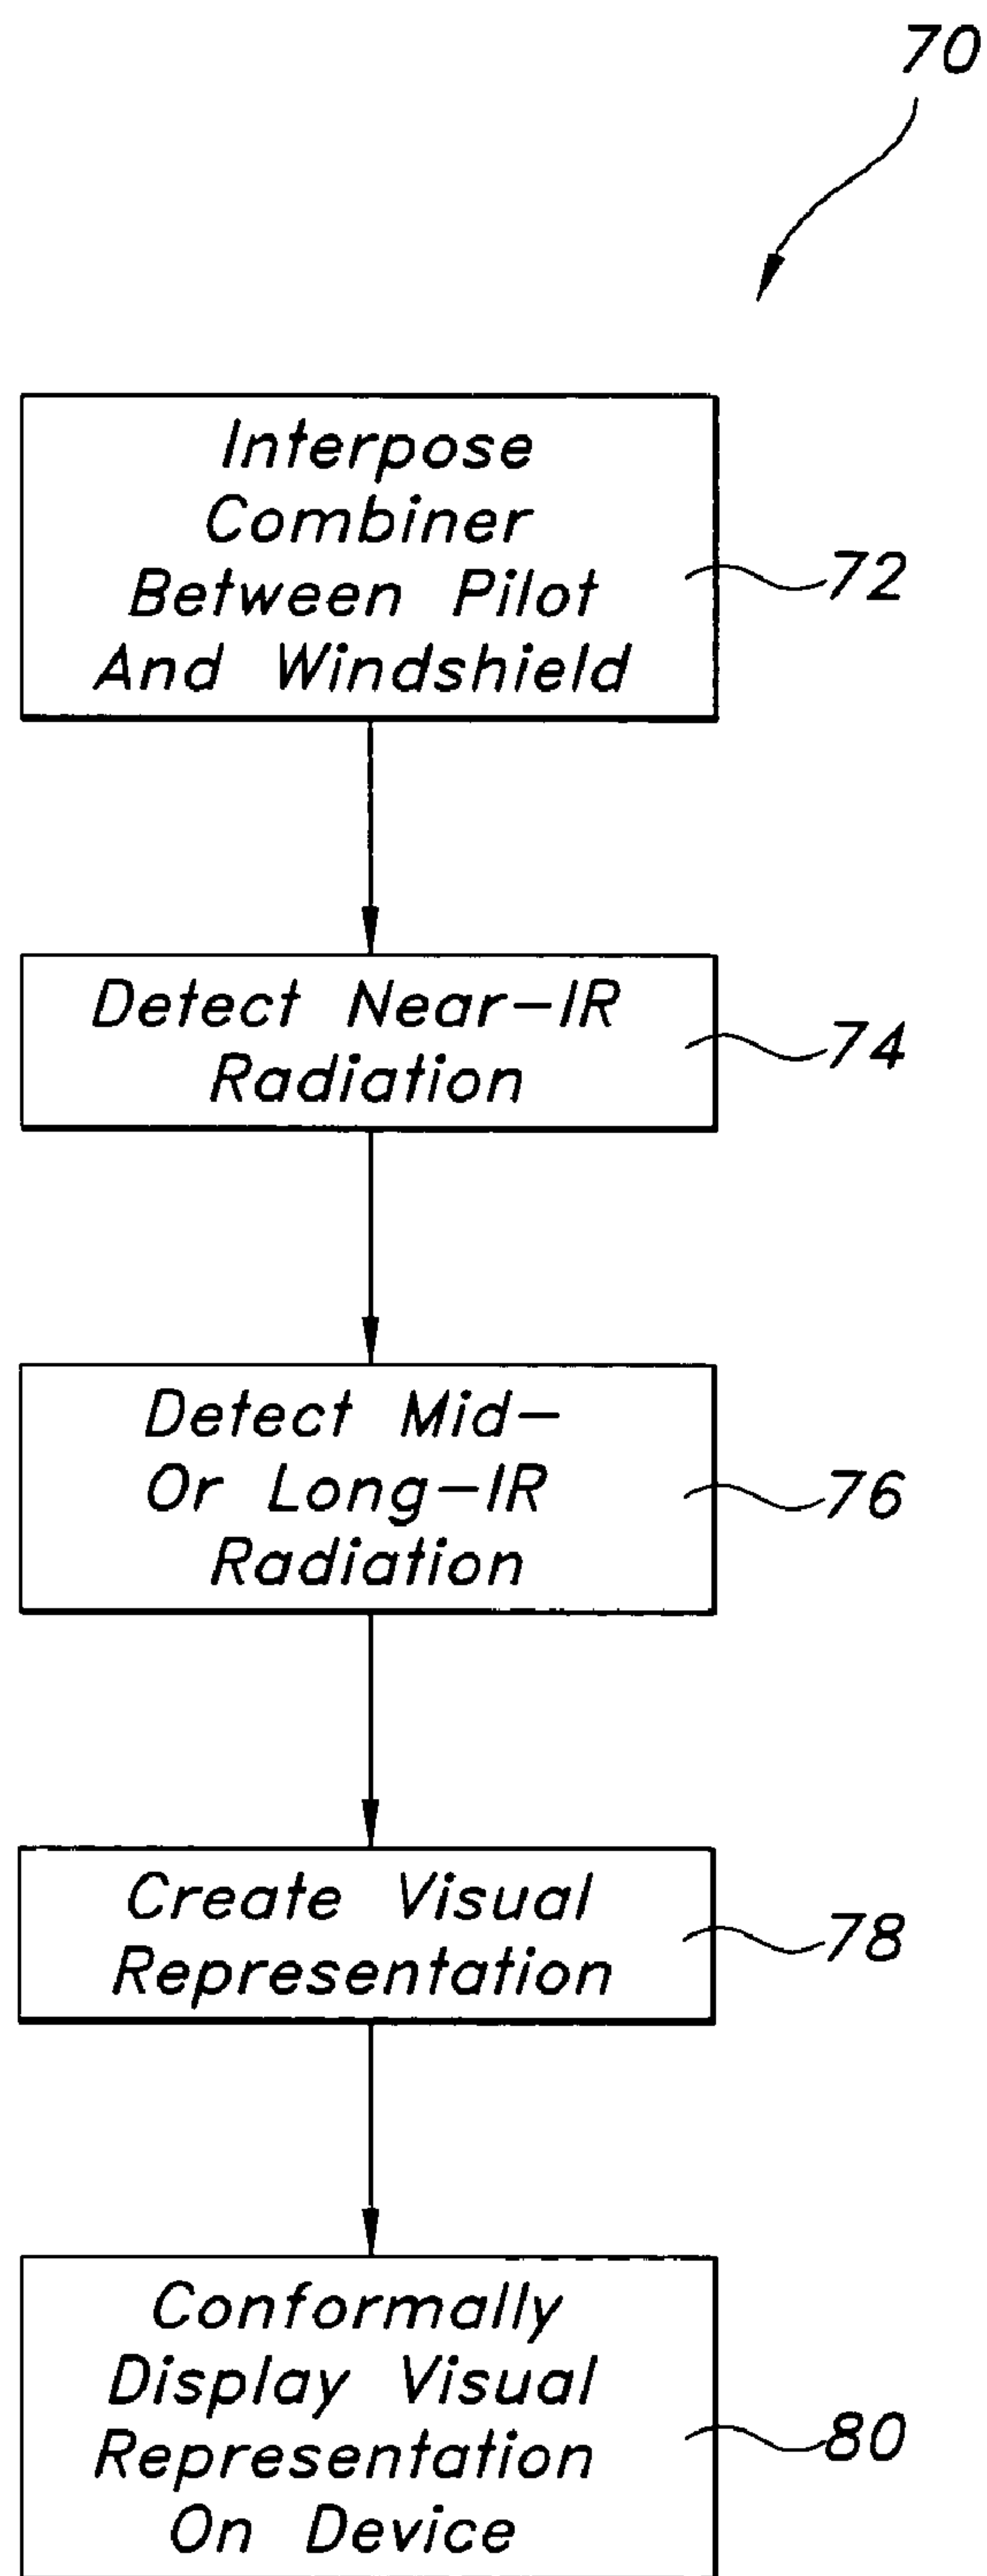 70
Interpose
Combiner
Between Pilot
And Windshield
72
Detect Near-IR
Radiation
74
Detect Mid-
Or Long-IR
Radiation
76
Create Visual
Representation
78
Conformally
Display Visual
Representation
On Device
80